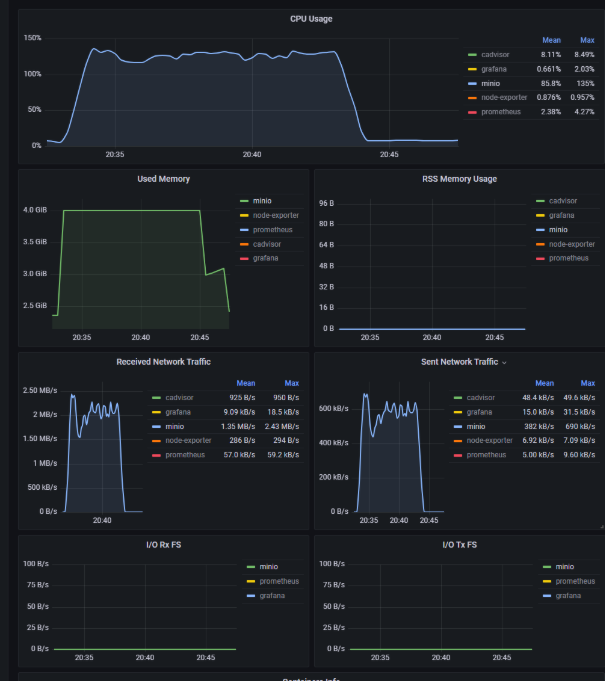 CPU Usage
150%
100%
50%
0%
20:35 20:40 20:45
Mean Max
cadvisor 8.11% 8.49%
grafana 0.661% 2.03%
minio 85.8% 135%
node-exporter 0.876% 0.957%
prometheus 2.38% 4.27%
Used Memory
4.0 GiB
3.5 GiB
3.0 GiB
2.5 GiB
20:35 20:40 20:45
minio
node-exporter
prometheus
cadvisor
grafana
RSS Memory Usage
96 B
80 B
64 B
48 B
32 B
16 B
0 B
20:35 20:40 20:45
cadvisor
grafana
minio
node-exporter
prometheus
Received Network Traffic
2.50 MB/s
2 MB/s
1.50 MB/s
1 MB/s
500 kB/s
0 B/s
20:40
Mean Max
cadvisor 925 B/s 950 B/s
grafana 9.09 kB/s 18.5 kB/s
minio 1.35 MB/s 2.43 MB/s
node-exporter 286 B/s 294 B/s
prometheus 57.0 kB/s 59.2 kB/s
Sent Network Traffic
600 kB/s
400 kB/s
200 kB/s
0 B/s
20:35 20:40 20:45
Mean Max
cadvisor 48.4 kB/s 49.6 kB/s
grafana 15.0 kB/s 31.5 kB/s
minio 382 kB/s 690 kB/s
node-exporter 6.92 kB/s 7.09 kB/s
prometheus 5.00 kB/s 9.60 kB/s
I/O Rx FS
100 B/s
75 B/s
50 B/s
25 B/s
0 B/s
20:35 20:40 20:45
minio
prometheus
grafana
I/O Tx FS
100 B/s
75 B/s
50 B/s
25 B/s
0 B/s
20:35 20:40 20:45
minio
prometheus
grafana
Containers Info